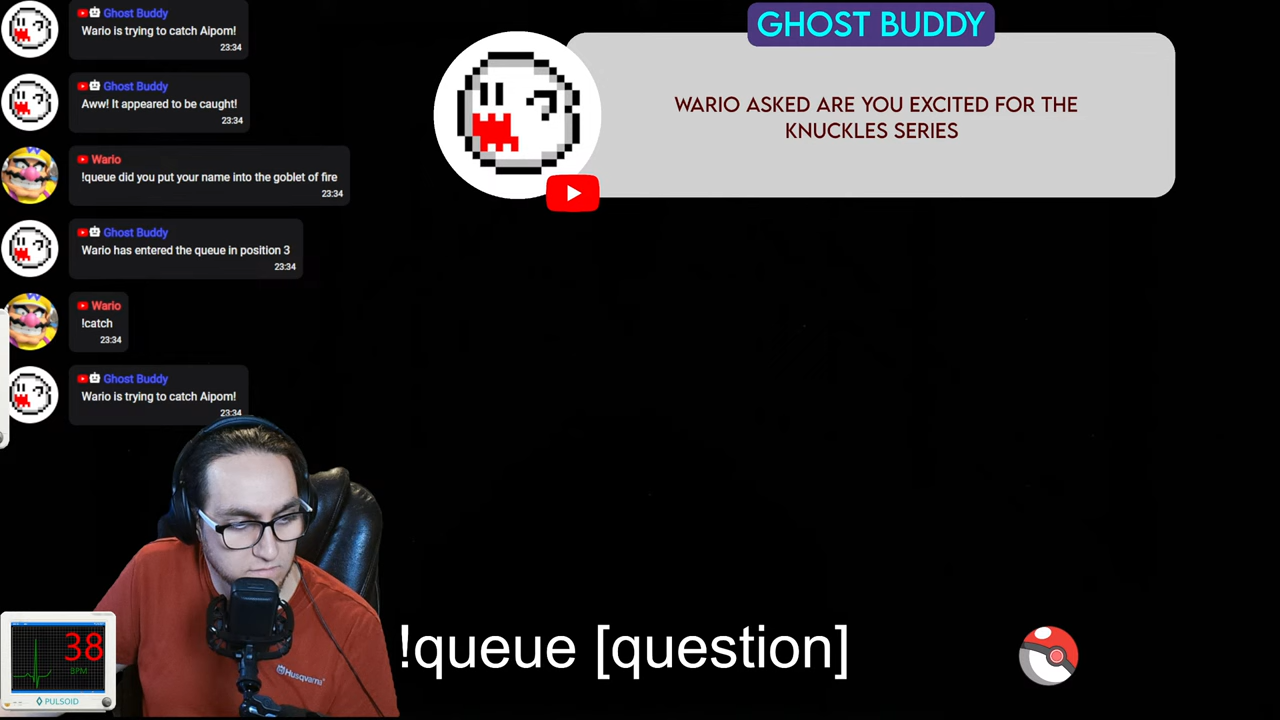 Ghost Buddy
Wario is trying to catch Aipom!
23:34
Ghost Buddy
Aww! It appeared to be caught!
23:34
Wario
!queue did you put your name into the goblet of fire
23:34
Ghost Buddy
Wario has entered the queue in position 3
23:34
Wario
!catch
23:34
Ghost Buddy
Wario is trying to catch Aipom!
23:34
GHOST BUDDY
WARIO ASKED ARE YOU EXCITED FOR THE
KNUCKLES SERIES
!queue [question]
38
BPM
PULSOID
Husqvarna